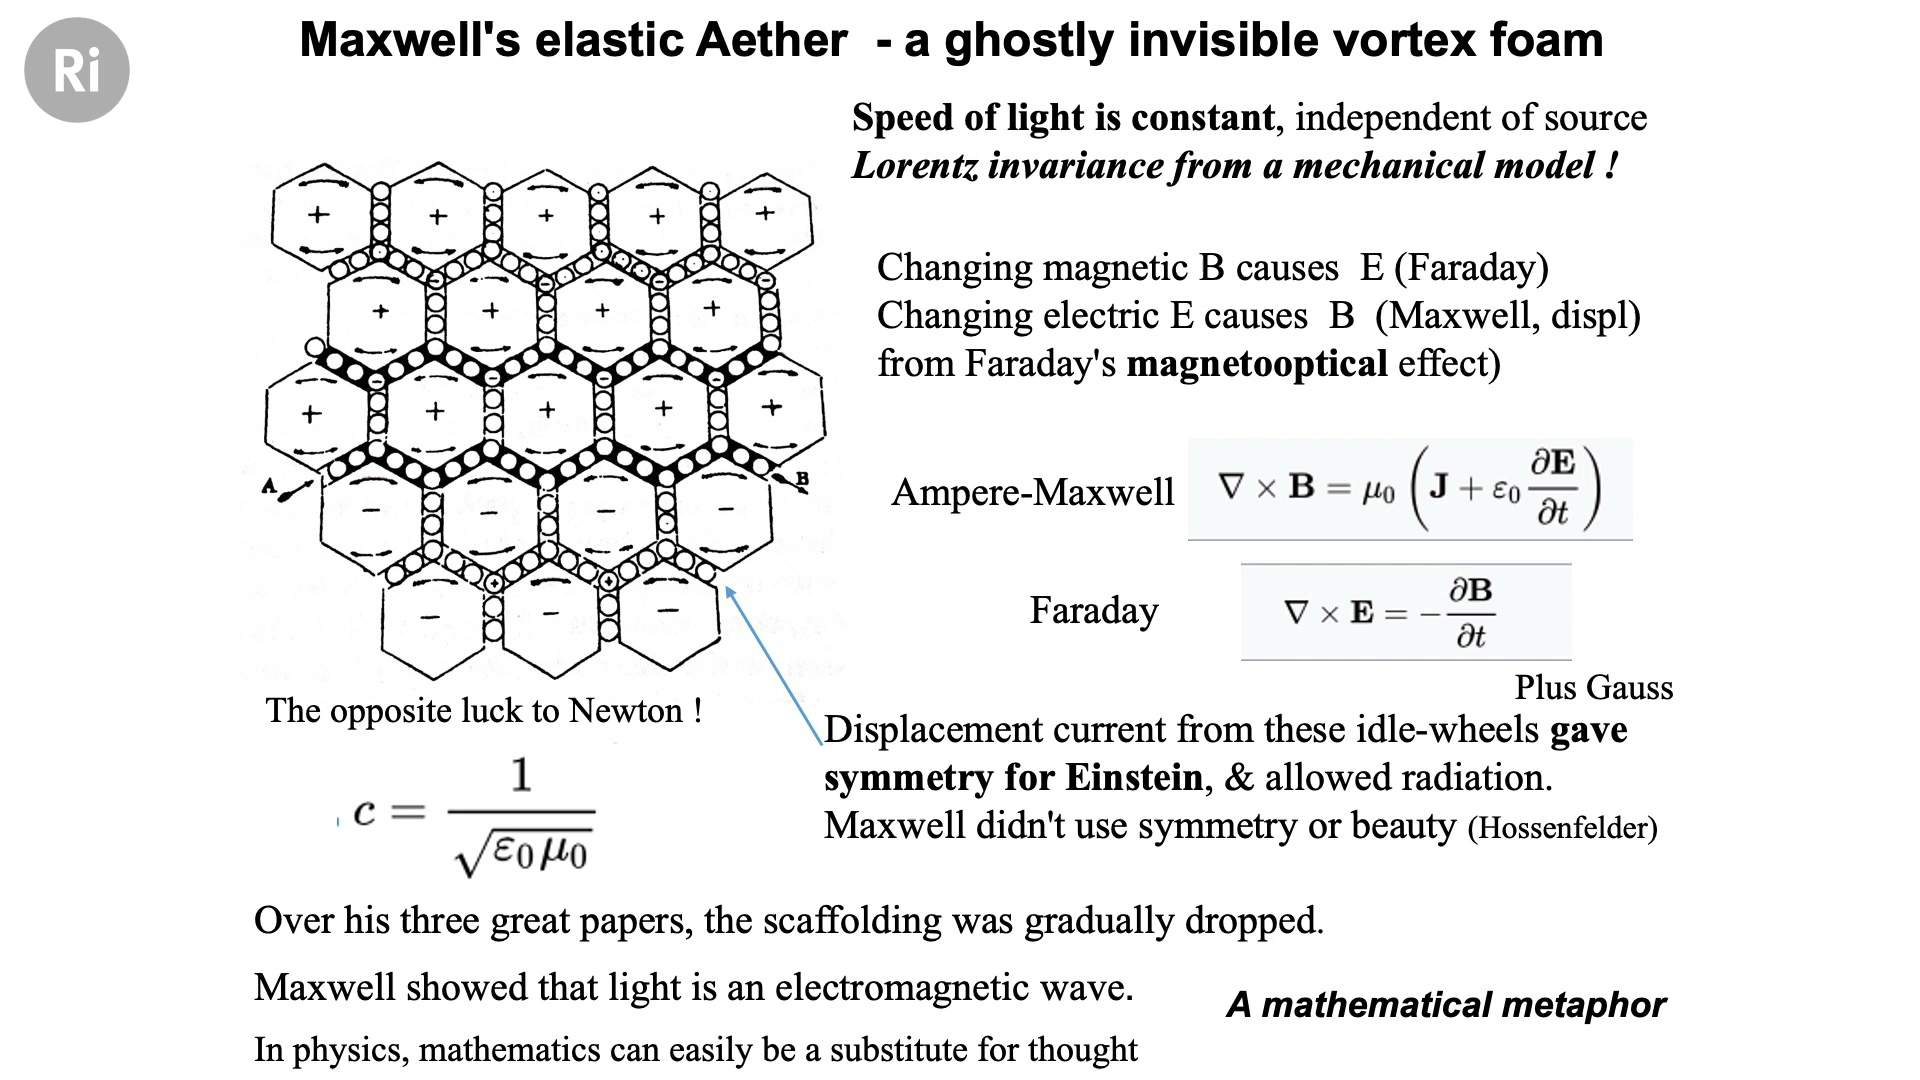 Ri
Maxwell's elastic Aether - a ghostly invisible vortex foam
Speed of light is constant, independent of source
Lorentz invariance from a mechanical model !
Changing magnetic B causes E (Faraday)
Changing electric E causes B (Maxwell, displ)
from Faraday's magnetooptical effect)
+ + + + +
+ + + +
+ + + + +
A B
- - - -
- - -
Ampere-Maxwell ∇ × B = μ0 (J + ε0 ∂E/∂t)
Faraday ∇ × E = -∂B/∂t
Plus Gauss
The opposite luck to Newton !
Displacement current from these idle-wheels gave
symmetry for Einstein, & allowed radiation.
Maxwell didn't use symmetry or beauty (Hossenfelder)
c = 1/√ε0 μ0
Over his three great papers, the scaffolding was gradually dropped.
Maxwell showed that light is an electromagnetic wave.
A mathematical metaphor
In physics, mathematics can easily be a substitute for thought